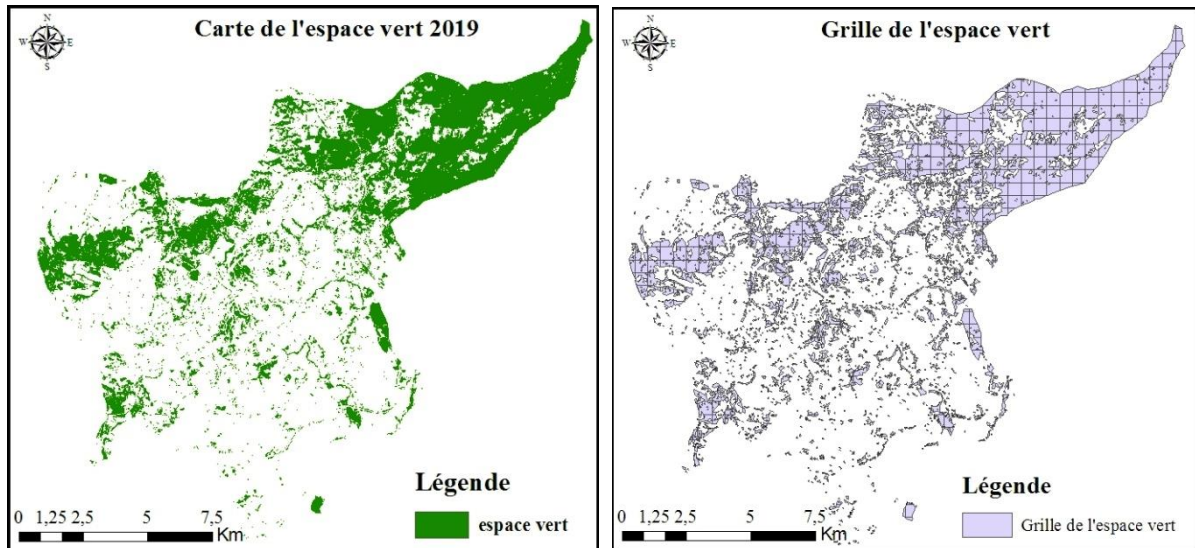 Carte de l'espace vert 2019
N
W E
S
Légende
espace vert
0 1,25 2,5 5 7,5
Km
Grille de l'espace vert
N
W E
S
Légende
Grille de l'espace vert
0 1,25 2,5 5 7,5
Km